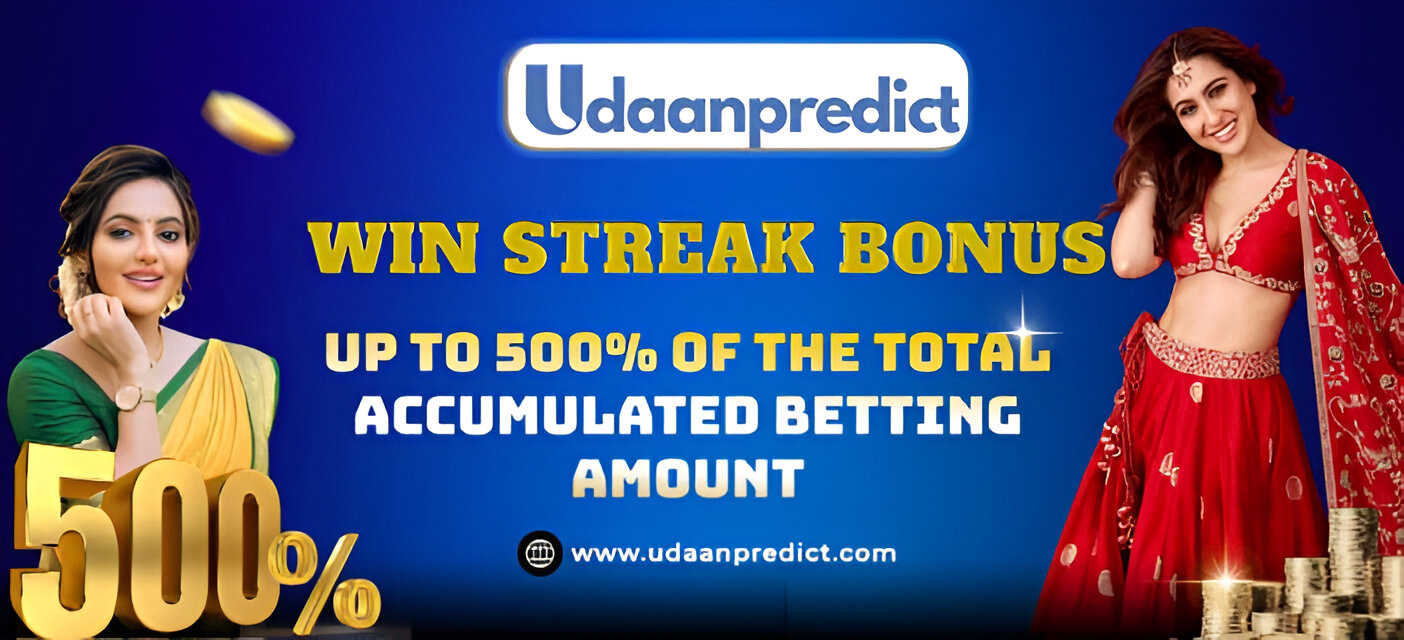 Udaanpredict
WIN STREAK BONUS
UP TO 500% OF THE TOTAL
ACCUMULATED BETTING
AMOUNT
500%
www.udaanpredict.com